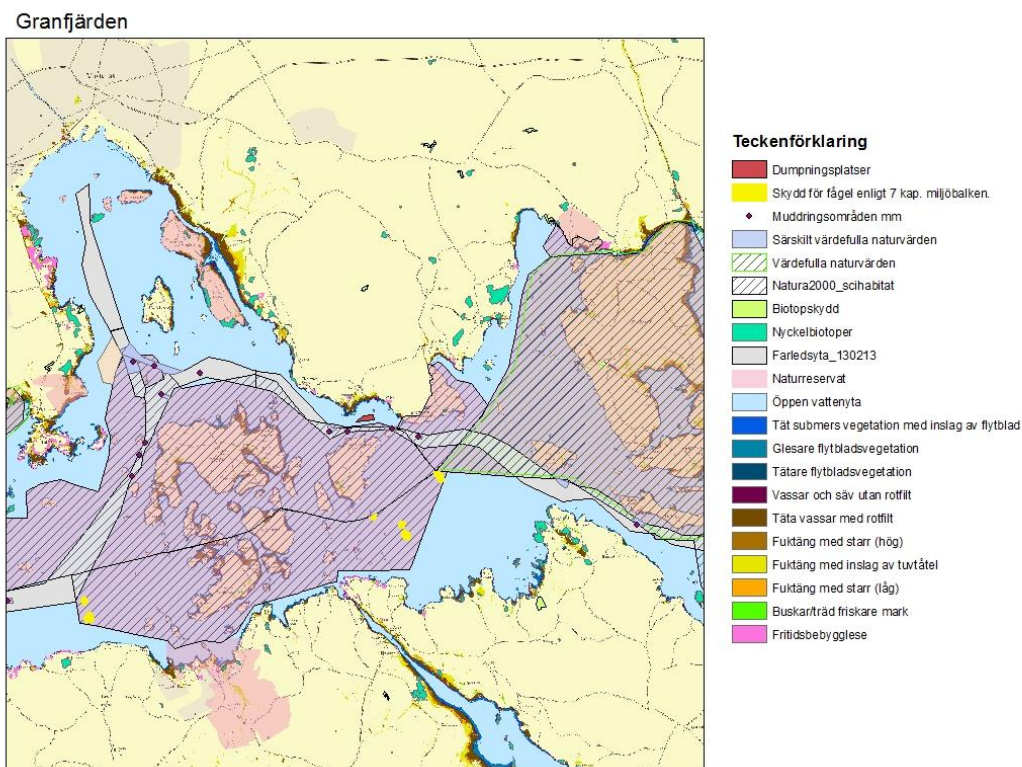 Granfjärden
Teckenförklaring
Dumpningsplatser
Skydd för fågel enligt 7 kap. miljöbalken.
Muddringsområden mm
Särskilt värdefulla naturvärden
Värdefulla naturvärden
Natura2000_scihabitat
Biotopskydd
Nyckelbiotoper
Farledsyta_130213
Naturreservat
Öppen vattenyta
Tät submers vegetation med inslag av flytblad
Glesare flytbladsvegetation
Tätare flytbladsvegetation
Vassar och säv utan rotfilt
Täta vassar med rotfilt
Fuktäng med starr (hög)
Fuktäng med inslag av tuvtåtel
Fuktäng med starr (låg)
Buskar/träd friskare mark
Fritidsbebygglese